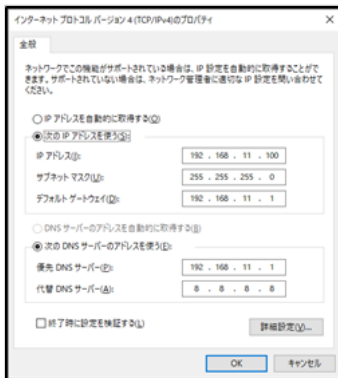 インターネット プロトコル バージョン 4 (TCP/IPv4)のプロパティ
全般
ネットワークでこの機能がサポートされている場合は、IP 設定を自動的に取得することがで
きます。サポートされていない場合は、ネットワーク管理者に適切な IP 設定を問い合わせて
ください。
IP アドレスを自動的に取得する(O)
次の IP アドレスを使う(S):
IP アドレス(I): 192 . 168 . 11 . 100
サブネット マスク(U): 255 . 255 . 255 . 0
デフォルト ゲートウェイ(D): 192 . 168 . 11 . 1
DNS サーバーのアドレスを自動的に取得する(B)
次の DNS サーバーのアドレスを使う(E):
優先 DNS サーバー(P): 192 . 168 . 11 . 1
代替 DNS サーバー(A): 8 . 8 . 8 . 8
終了時に設定を検証する(L)
詳細設定(V)...
OK キャンセル